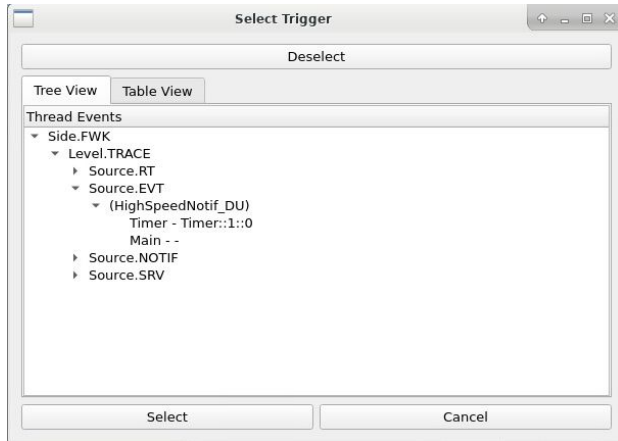 Select Trigger
Deselect
Tree View
Table View
Thread Events
Side.FWK
Level.TRACE
Source.RT
Source.EVT
(HighSpeedNotif_DU)
Timer - Timer::1::0
Main - -
Source.NOTIF
Source.SRV
Select
Cancel